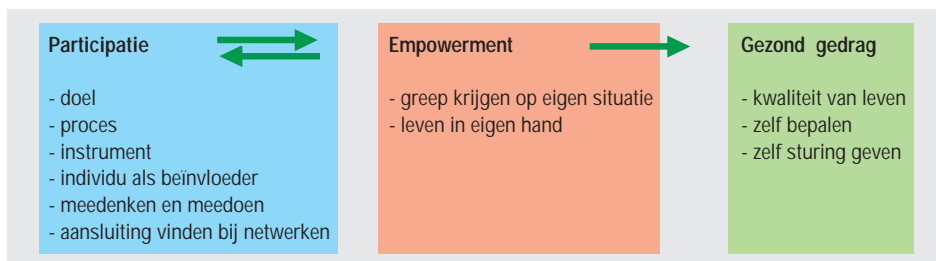 Participatie
- doel
- proces
- instrument
- individu als beïnvloeder
- meedenken en meedoen
- aansluiting vinden bij netwerken
Empowerment
- greep krijgen op eigen situatie
- leven in eigen hand
Gezond gedrag
- kwaliteit van leven
- zelf bepalen
- zelf sturing geven